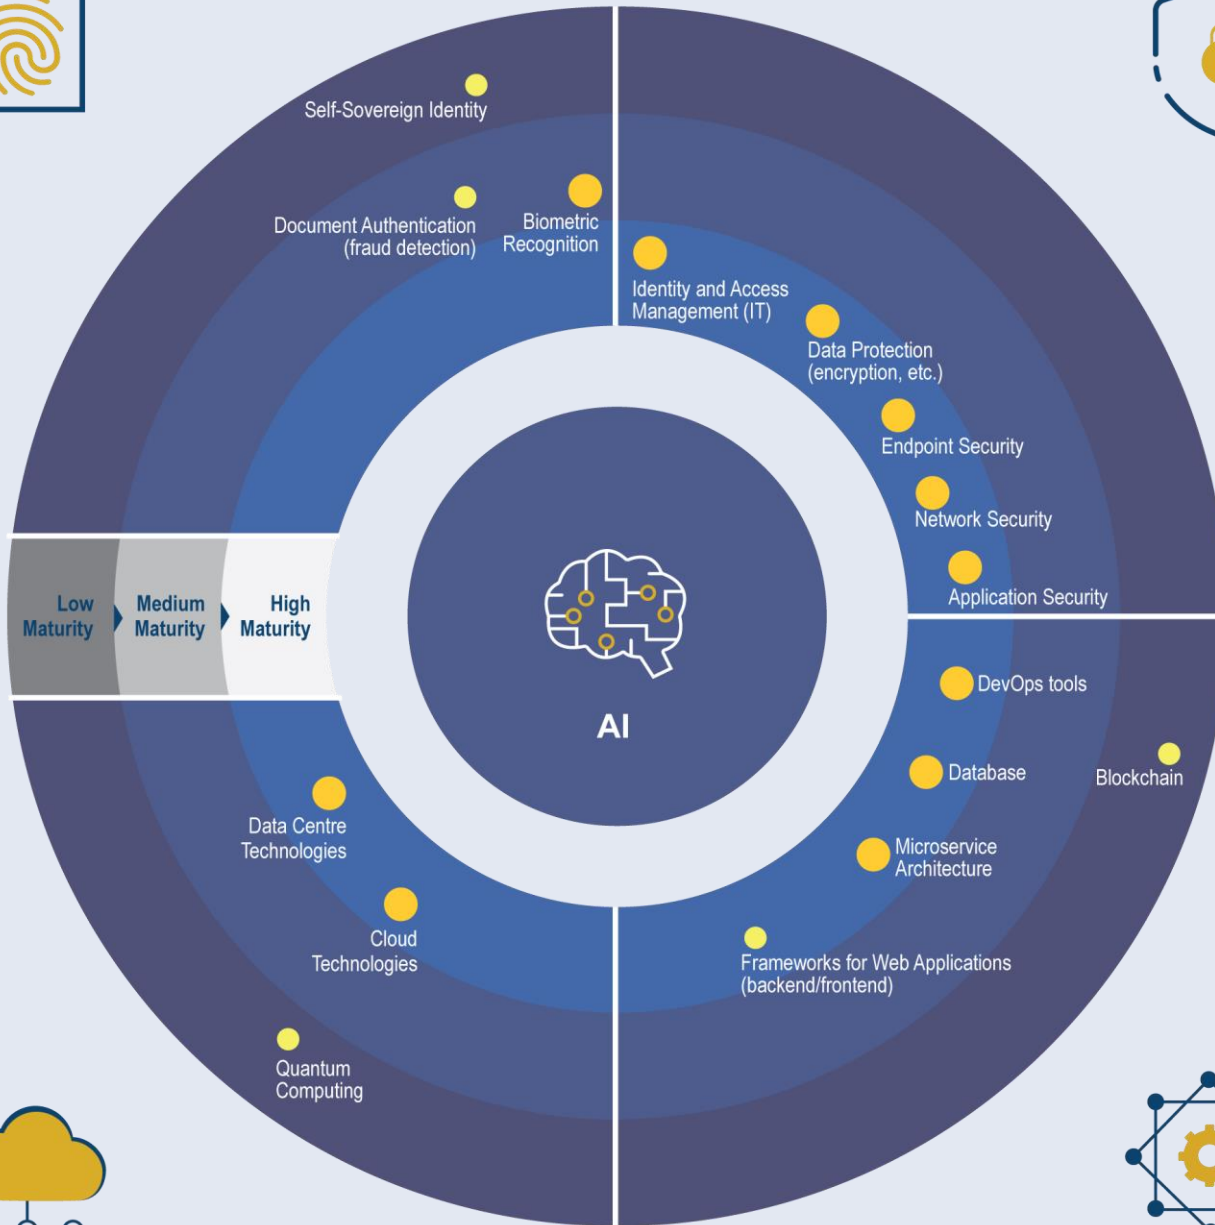 Self-Sovereign Identity
Document Authentication
(fraud detection)
Biometric
Recognition
Identity and Access
Management (IT)
Data Protection
(encryption, etc.)
Endpoint Security
Network Security
Application Security
Low
Maturity
Medium
Maturity
High
Maturity
AI
DevOps tools
Database
Blockchain
Microservice
Architecture
Frameworks for Web Applications
(backend/frontend)
Data Centre
Technologies
Cloud
Technologies
Quantum
Computing